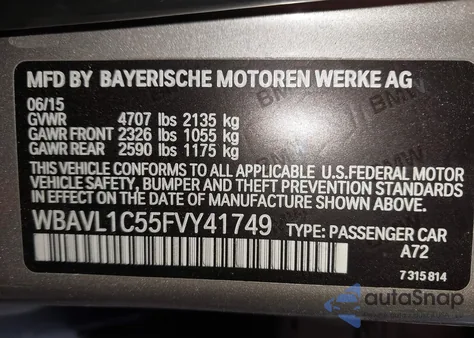 MFD BY BAYERISCHE MOTOREN WERKE AG
06/15
GVWR 4707 lbs 2135 kg
GAWR FRONT 2326 lbs 1055 kg
GAWR REAR 2590 lbs 1175 kg
THIS VEHICLE CONFORMS TO ALL APPLICABLE U.S.FEDERAL MOTOR
VEHICLE SAFETY, BUMPER, AND THEFT PREVENTION STANDARDS
IN EFFECT ON THE DATE OF MANUFACTURE SHOWN ABOVE.
WBAVL1C55FVY41749 TYPE: PASSENGER CAR
A72
7 315 814
autoSnap